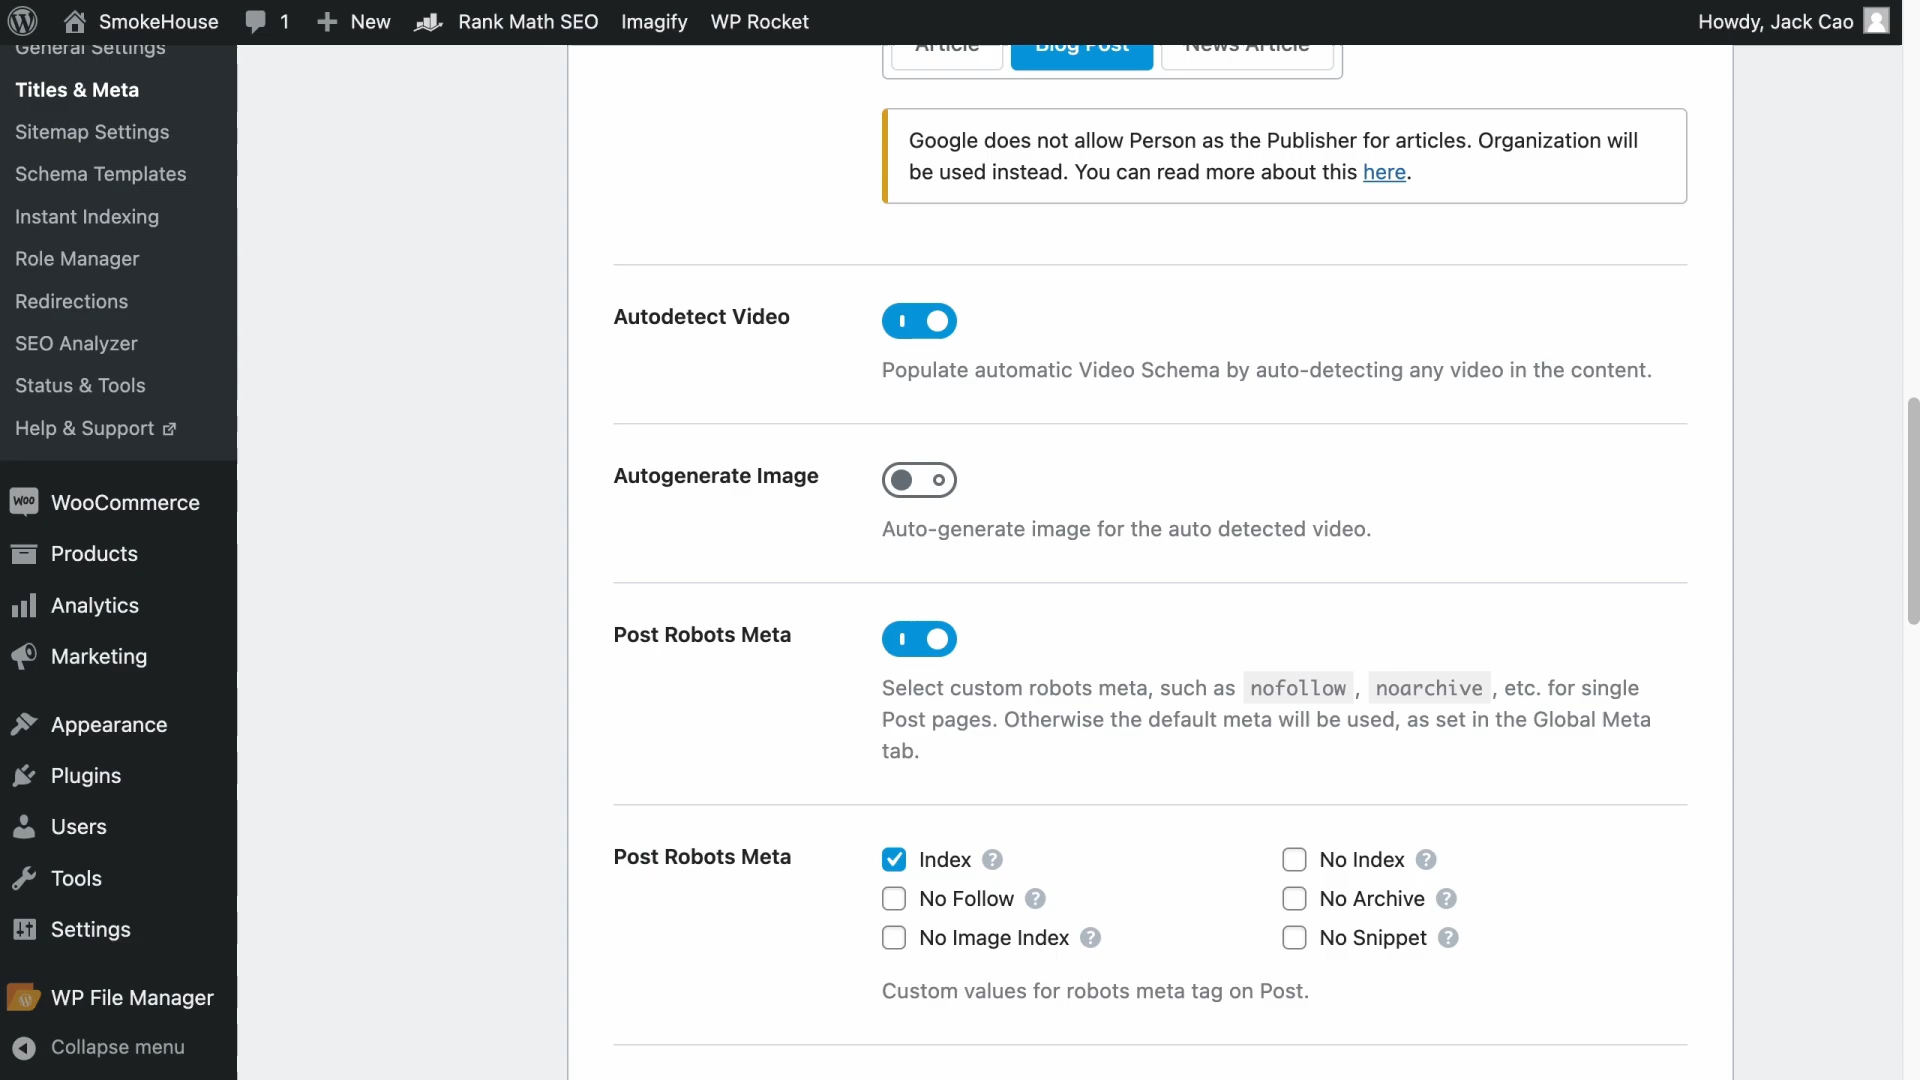 SmokeHouse 1 New Rank Math SEO Imagify WP Rocket Howdy, Jack Cao
General Settings
Titles & Meta
Sitemap Settings
Schema Templates
Instant Indexing
Role Manager
Redirections
SEO Analyzer
Status & Tools
Help & Support
WooCommerce
Products
Analytics
Marketing
Appearance
Plugins
Users
Tools
Settings
WP File Manager
Collapse menu
Article Blog Post News Article
Google does not allow Person as the Publisher for articles. Organization will
be used instead. You can read more about this here.
Autodetect Video
Populate automatic Video Schema by auto-detecting any video in the content.
Autogenerate Image
Auto-generate image for the auto detected video.
Post Robots Meta
Select custom robots meta, such as nofollow, noarchive, etc. for single
Post pages. Otherwise the default meta will be used, as set in the Global Meta
tab.
Post Robots Meta
Index ? No Index ?
No Follow ? No Archive ?
No Image Index ? No Snippet ?
Custom values for robots meta tag on Post.